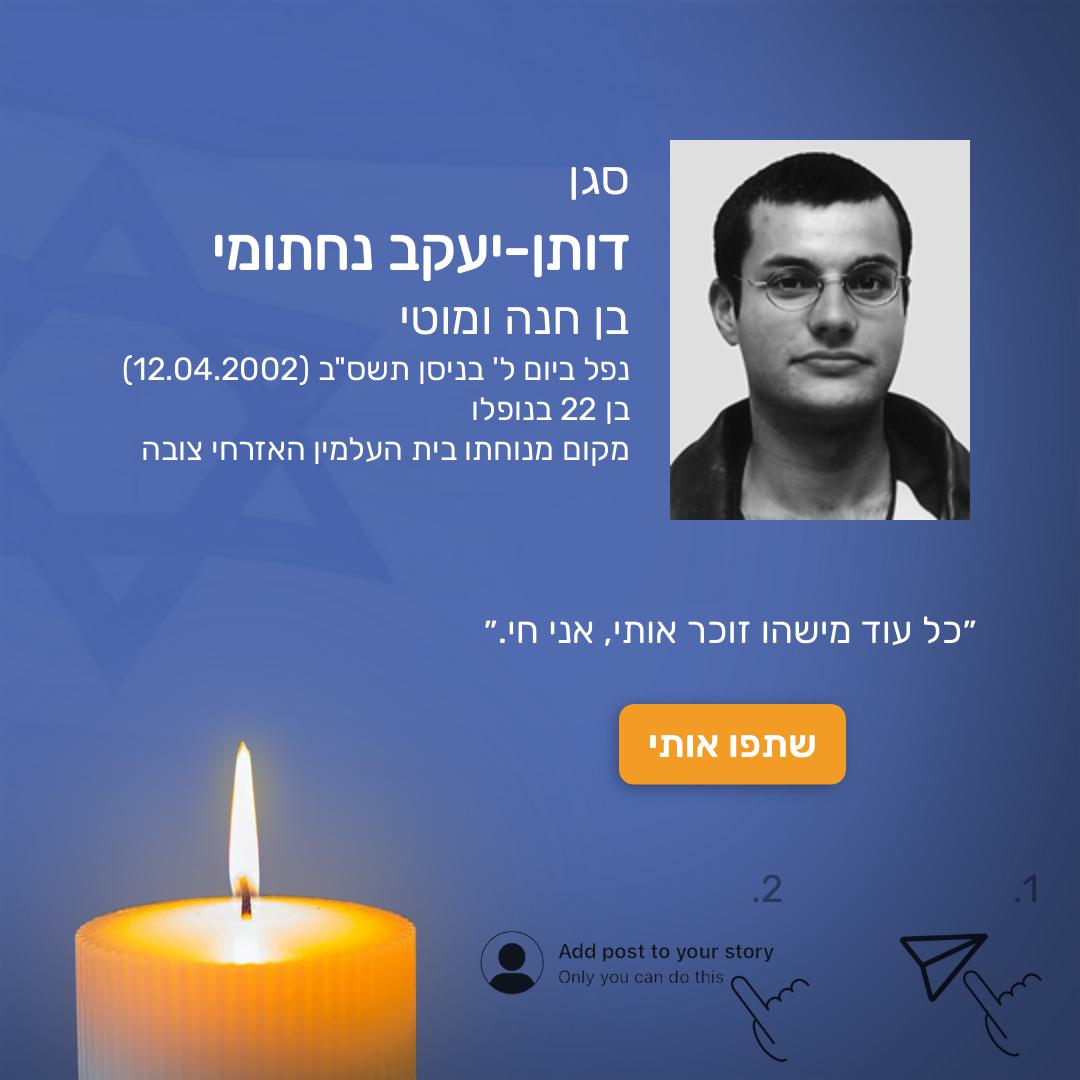 סגן
דותן-יעקב נחתומי
בן חנה ומוטי
נפל ביום ל' בניסן תשס"ב (12.04.2002)
בן 22 בנופלו
מקום מנוחתו בית העלמין האזרחי צובה
״כל עוד מישהו זוכר אותי, אני חי.״
שתפו אותי
1.
2.
Add post to your story
Only you can do this